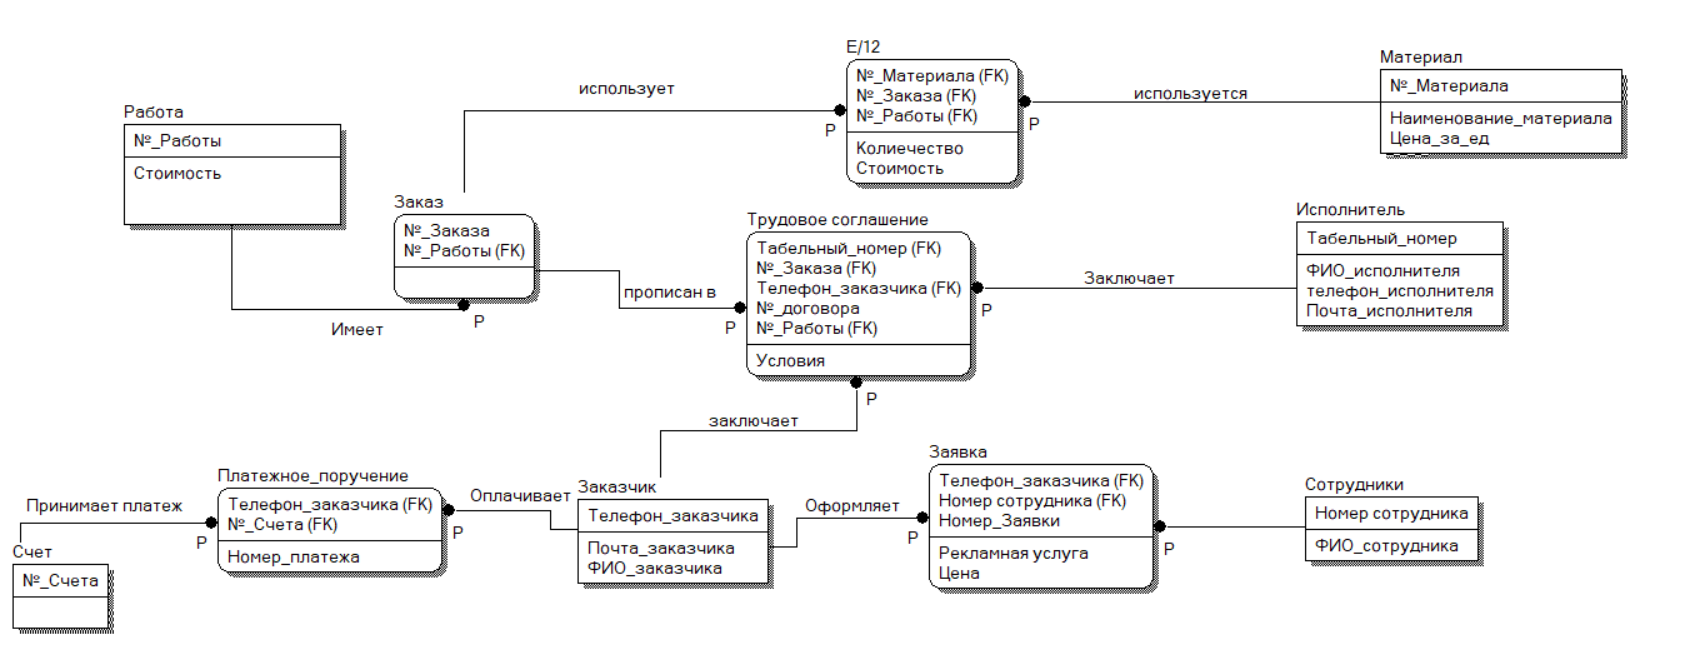 E/12
№_Материала (FK)
№_Заказа (FK)
№_Работы (FK)
Колиечество
Стоимость
использует
P
P
используется
Материал
№_Материала
Наименование_материала
Цена_за_ед
Работа
№_Работы
Стоимость
Имеет
Заказ
№_Заказа
№_Работы (FK)
P
прописан в
P
Трудовое соглашение
Табельный_номер (FK)
№_Заказа (FK)
Телефон_заказчика (FK)
№_договора
№_Работы (FK)
Условия
P
Заключает
Исполнитель
Табельный_номер
ФИО_исполнителя
телефон_исполнителя
Почта_исполнителя
P
заключает
Принимает платеж
P
Счет
№_Счета
Платежное_поручение
Телефон_заказчика (FK)
№_Счета (FK)
Номер_платежа
Оплачивает
P
Заказчик
Телефон_заказчика
Почта_заказчика
ФИО_заказчика
Оформляет
P
Заявка
Телефон_заказчика (FK)
Номер сотрудника (FK)
Номер_Заявки
Рекламная услуга
Цена
P
Сотрудники
Номер сотрудника
ФИО_сотрудника